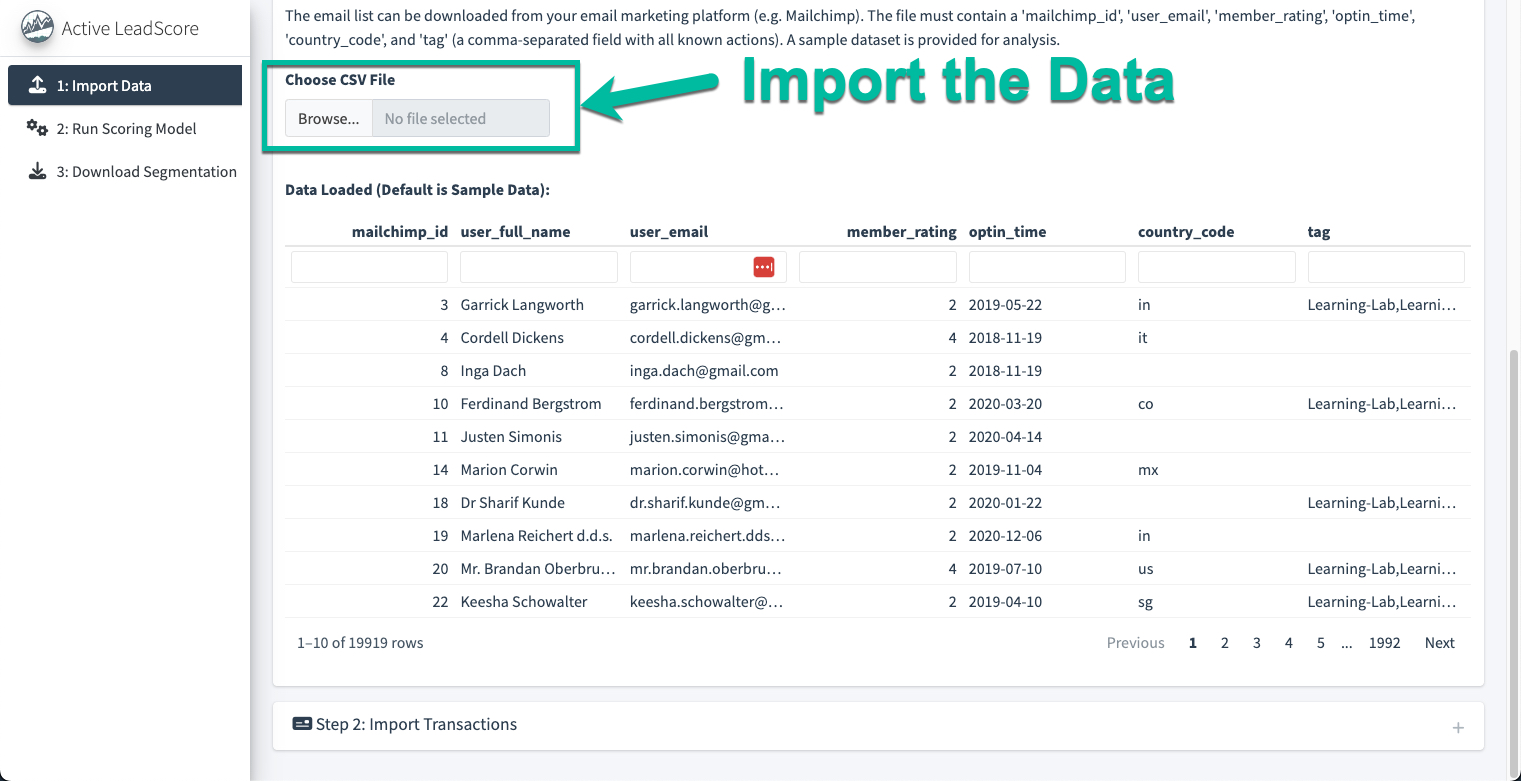 Active LeadScore
1: Import Data
2: Run Scoring Model
3: Download Segmentation
The email list can be downloaded from your email marketing platform (e.g. Mailchimp). The file must contain a 'mailchimp_id', 'user_email', 'member_rating', 'optin_time',
'country_code', and 'tag' (a comma-separated field with all known actions). A sample dataset is provided for analysis.
Choose CSV File
Browse... No file selected
Import the Data
Data Loaded (Default is Sample Data):
mailchimp_id user_full_name user_email member_rating optin_time country_code tag
3 Garrick Langworth garrick.langworth@g… 2 2019-05-22 in Learning-Lab,Learni…
4 Cordell Dickens cordell.dickens@gm… 4 2018-11-19 it
8 Inga Dach inga.dach@gmail.com 2 2018-11-19
10 Ferdinand Bergstrom ferdinand.bergstrom… 2 2020-03-20 co Learning-Lab,Learni…
11 Justen Simonis justen.simonis@gma… 2 2020-04-14
14 Marion Corwin marion.corwin@hot… 2 2019-11-04 mx
18 Dr Sharif Kunde dr.sharif.kunde@gm… 2 2020-01-22 Learning-Lab,Learni…
19 Marlena Reichert d.d.s. marlena.reichert.dds… 2 2020-12-06 in
20 Mr. Brandan Oberbru… mr.brandan.oberbru… 4 2019-07-10 us Learning-Lab,Learni…
22 Keesha Schowalter keesha.schowalter@… 2 2019-04-10 sg Learning-Lab,Learni…
1–10 of 19919 rows Previous 1 2 3 4 5 ... 1992 Next
Step 2: Import Transactions +